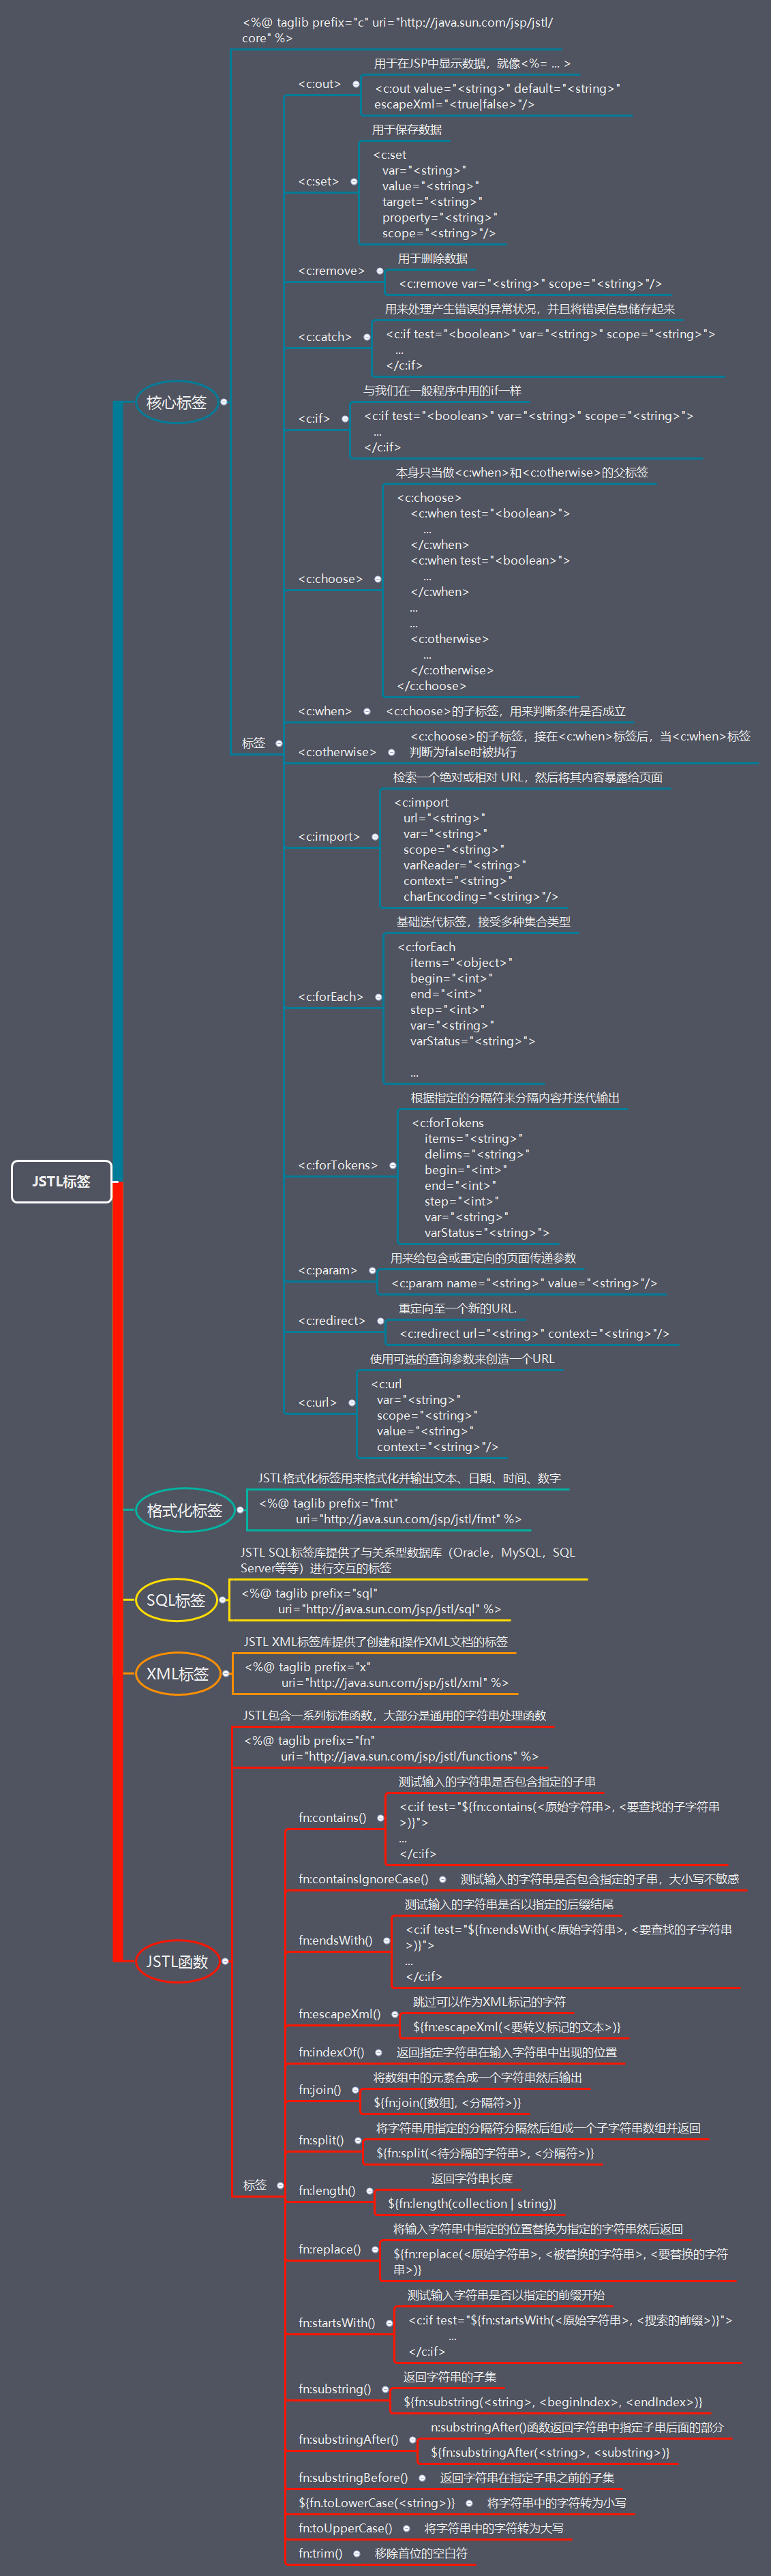 JSTL标签
核心标签
<%@ taglib prefix="c" uri="http://java.sun.com/jsp/jstl/
core" %>
标签
<c:out>
用于在JSP中显示数据，就像<%= ... >
<c:out value="<string>" default="<string>"
escapeXml="<true|false>"/>
<c:set>
用于保存数据
<c:set
var="<string>"
value="<string>"
target="<string>"
property="<string>"
scope="<string>"/>
<c:remove>
用于删除数据
<c:remove var="<string>" scope="<string>"/>
<c:catch>
用来处理产生错误的异常状况，并且将错误信息储存起来
<c:if test="<boolean>" var="<string>" scope="<string>">
...
</c:if>
<c:if>
与我们在一般程序中用的if一样
<c:if test="<boolean>" var="<string>" scope="<string>">
...
</c:if>
<c:choose>
本身只当做<c:when>和<c:otherwise>的父标签
<c:choose>
<c:when test="<boolean>">
...
</c:when>
<c:when test="<boolean>">
...
</c:when>
...
...
<c:otherwise>
...
</c:otherwise>
</c:choose>
<c:when>
<c:choose>的子标签，用来判断条件是否成立
<c:otherwise>
<c:choose>的子标签，接在<c:when>标签后，当<c:when>标签
判断为false时被执行
<c:import>
检索一个绝对或相对 URL，然后将其内容暴露给页面
<c:import
url="<string>"
var="<string>"
scope="<string>"
varReader="<string>"
context="<string>"
charEncoding="<string>"/>
<c:forEach>
基础迭代标签，接受多种集合类型
<c:forEach
items="<object>"
begin="<int>"
end="<int>"
step="<int>"
var="<string>"
varStatus="<string>">
...
<c:forTokens>
根据指定的分隔符来分隔内容并迭代输出
<c:forTokens
items="<string>"
delims="<string>"
begin="<int>"
end="<int>"
step="<int>"
var="<string>"
varStatus="<string>">
<c:param>
用来给包含或重定向的页面传递参数
<c:param name="<string>" value="<string>"/>
<c:redirect>
重定向至一个新的URL.
<c:redirect url="<string>" context="<string>"/>
<c:url>
使用可选的查询参数来创造一个URL
<c:url
var="<string>"
scope="<string>"
value="<string>"
context="<string>"/>
格式化标签
JSTL格式化标签用来格式化并输出文本、日期、时间、数字
<%@ taglib prefix="fmt"
uri="http://java.sun.com/jsp/jstl/fmt" %>
SQL标签
JSTL SQL标签库提供了与关系型数据库（Oracle，MySQL，SQL
Server等等）进行交互的标签
<%@ taglib prefix="sql"
uri="http://java.sun.com/jsp/jstl/sql" %>
XML标签
JSTL XML标签库提供了创建和操作XML文档的标签
<%@ taglib prefix="x"
uri="http://java.sun.com/jsp/jstl/xml" %>
JSTL函数
JSTL包含一系列标准函数，大部分是通用的字符串处理函数
<%@ taglib prefix="fn"
uri="http://java.sun.com/jsp/jstl/functions" %>
标签
fn:contains()
测试输入的字符串是否包含指定的子串
<c:if test="${fn:contains(<原始字符串>, <要查找的子字符串
>)}">
...
</c:if>
fn:containsIgnoreCase()
测试输入的字符串是否包含指定的子串，大小写不敏感
fn:endsWith()
测试输入的字符串是否以指定的后缀结尾
<c:if test="${fn:endsWith(<原始字符串>, <要查找的子字符串
>)}">
...
</c:if>
fn:escapeXml()
跳过可以作为XML标记的字符
${fn:escapeXml(<要转义标记的文本>)}
fn:indexOf()
返回指定字符串在输入字符串中出现的位置
fn:join()
将数组中的元素合成一个字符串然后输出
${fn:join([数组], <分隔符>)}
fn:split()
将字符串用指定的分隔符分隔然后组成一个子字符串数组并返回
${fn:split(<待分隔的字符串>, <分隔符>)}
fn:length()
返回字符串长度
${fn:length(collection | string)}
fn:replace()
将输入字符串中指定的位置替换为指定的字符串然后返回
${fn:replace(<原始字符串>, <被替换的字符串>, <要替换的字符
串>)}
fn:startsWith()
测试输入字符串是否以指定的前缀开始
<c:if test="${fn:startsWith(<原始字符串>, <搜索的前缀>)}">
...
</c:if>
fn:substring()
返回字符串的子集
${fn:substring(<string>, <beginIndex>, <endIndex>)}
fn:substringAfter()
n:substringAfter()函数返回字符串中指定子串后面的部分
${fn:substringAfter(<string>, <substring>)}
fn:substringBefore()
返回字符串在指定子串之前的子集
${fn.toLowerCase(<string>)}
将字符串中的字符转为小写
fn:toUpperCase()
将字符串中的字符转为大写
fn:trim()
移除首位的空白符